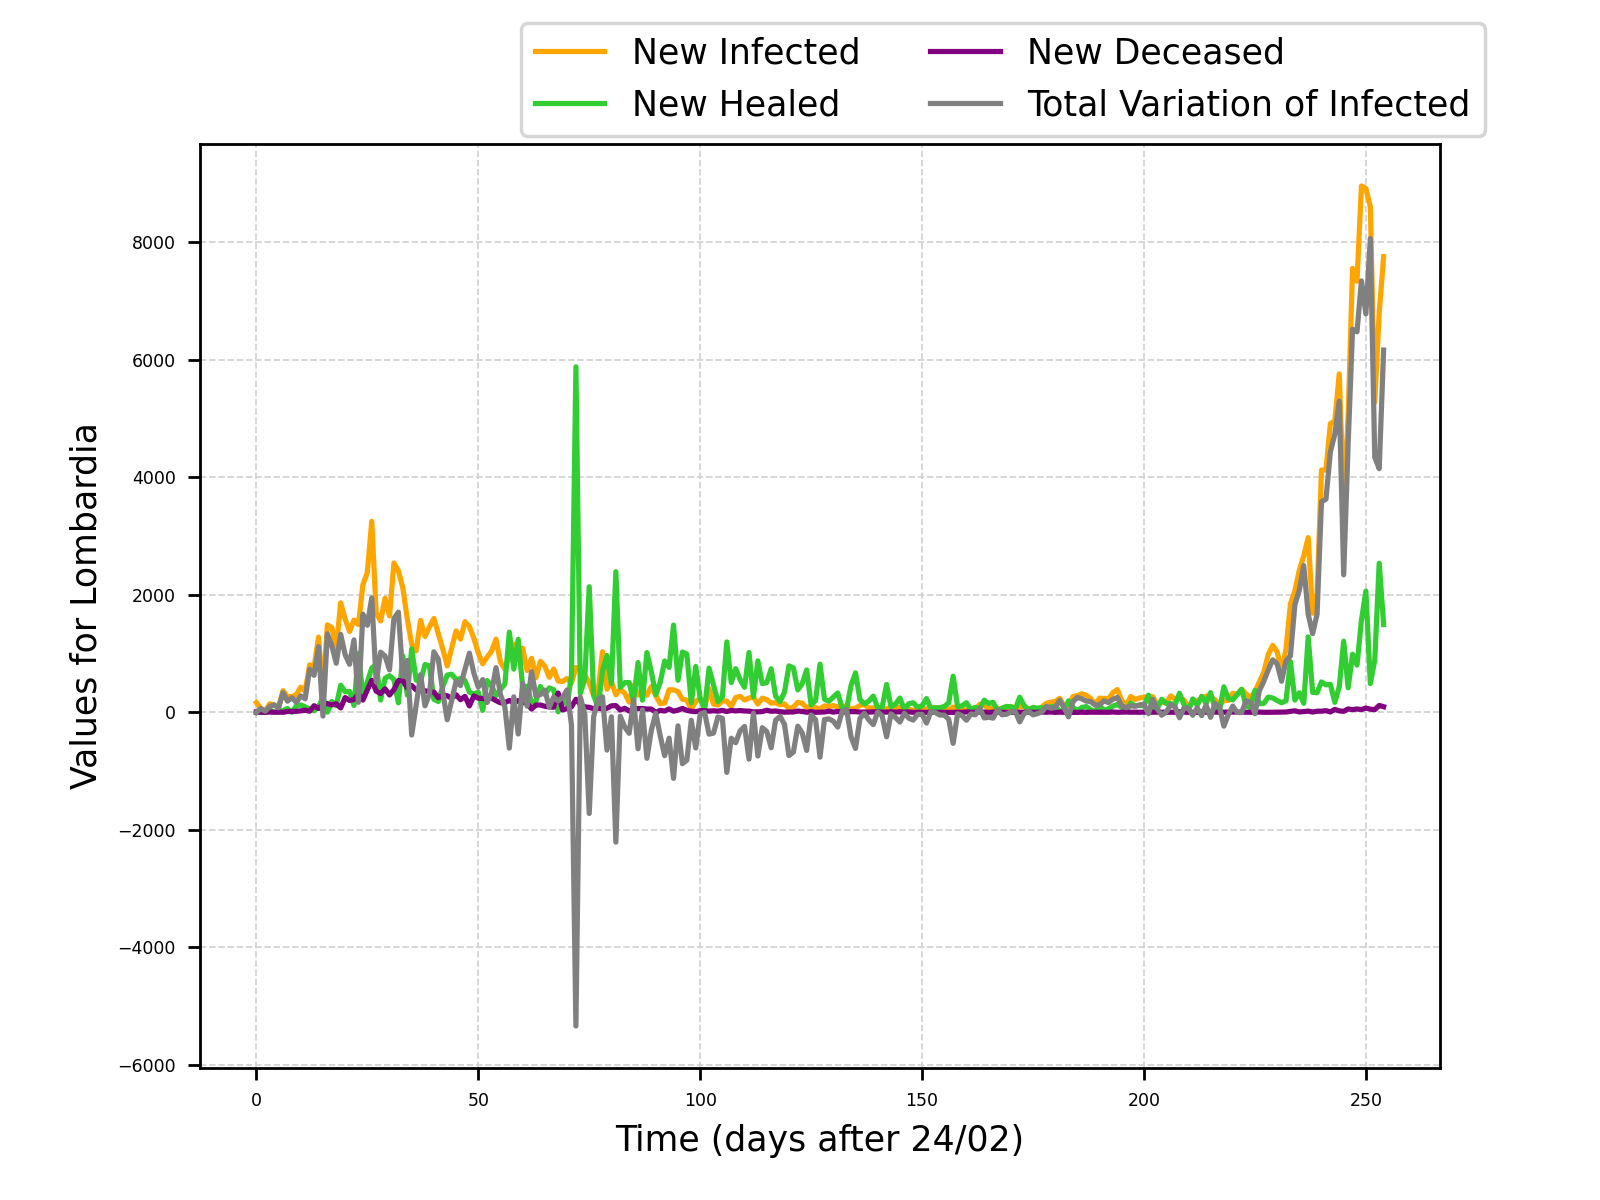 New Infected
New Deceased
New Healed
Total Variation of Infected
8000
6000
4000
2000
0
−2000
−4000
−6000
Values for Lombardia
0
50
100
150
200
250
Time (days after 24/02)